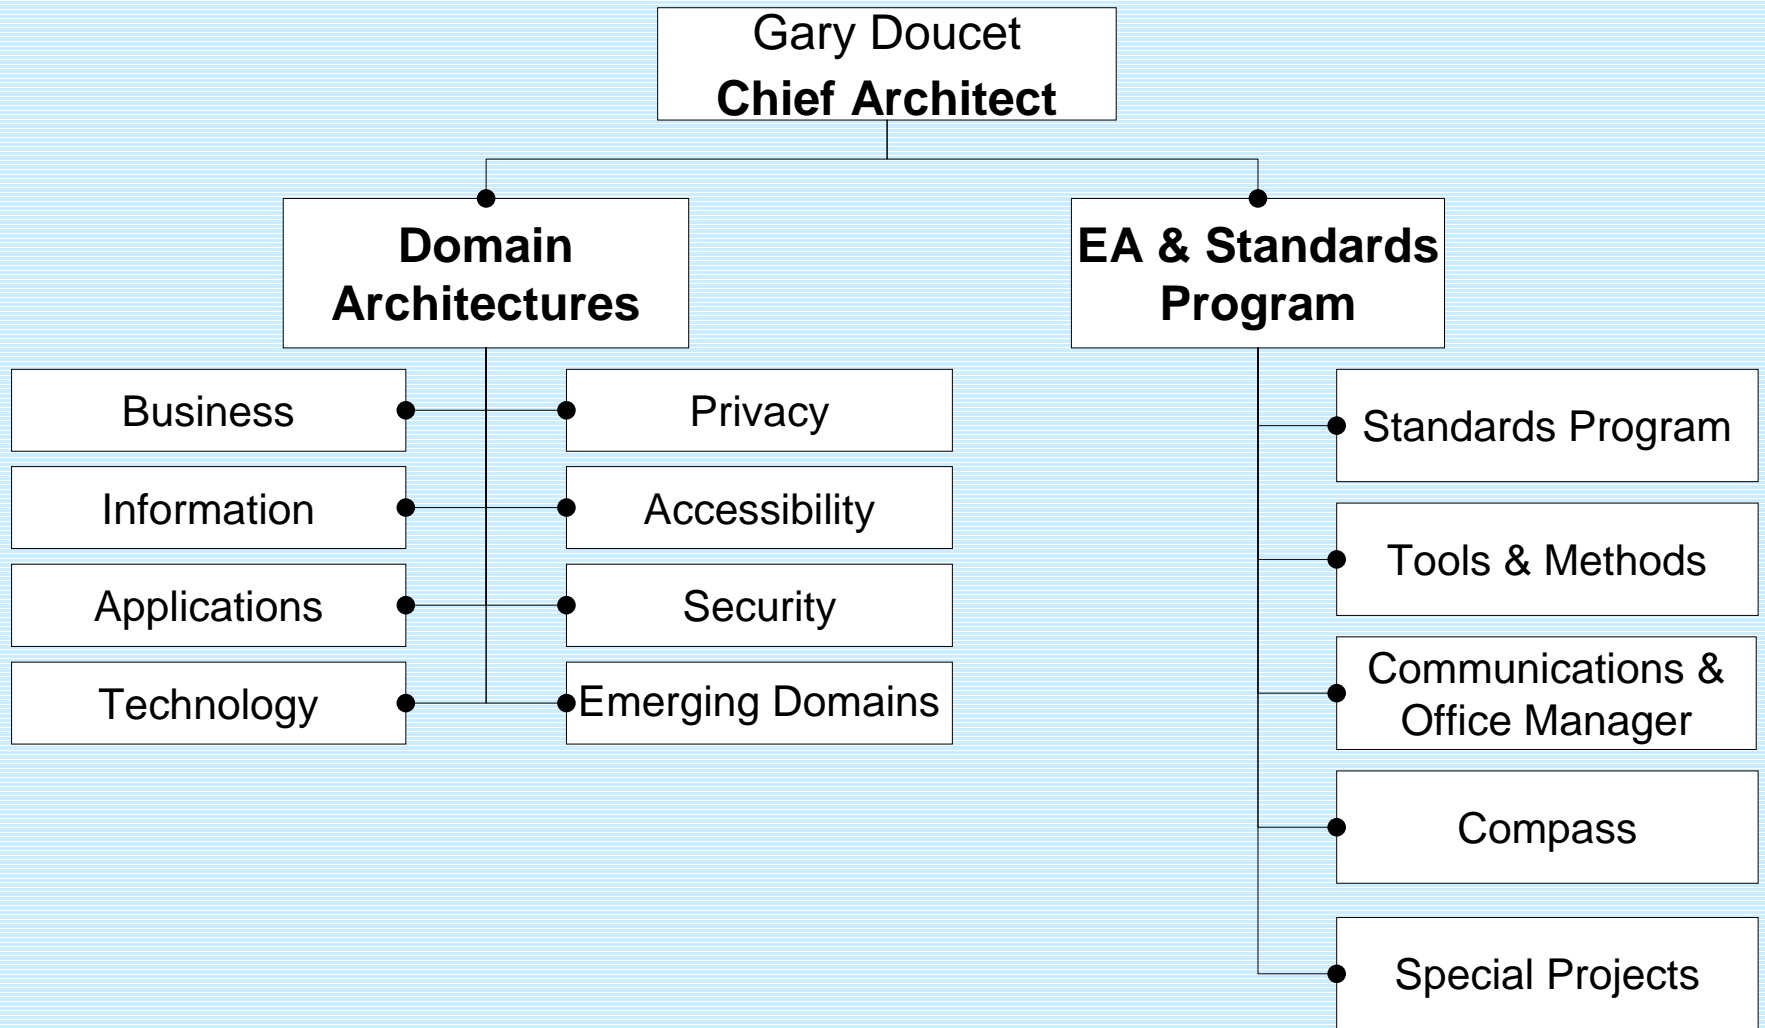 Gary Doucet
Chief Architect
Domain
Architectures
EA & Standards
Program
Business
Privacy
Information
Accessibility
Applications
Security
Technology
Emerging Domains
Standards Program
Tools & Methods
Communications &
Office Manager
Compass
Special Projects